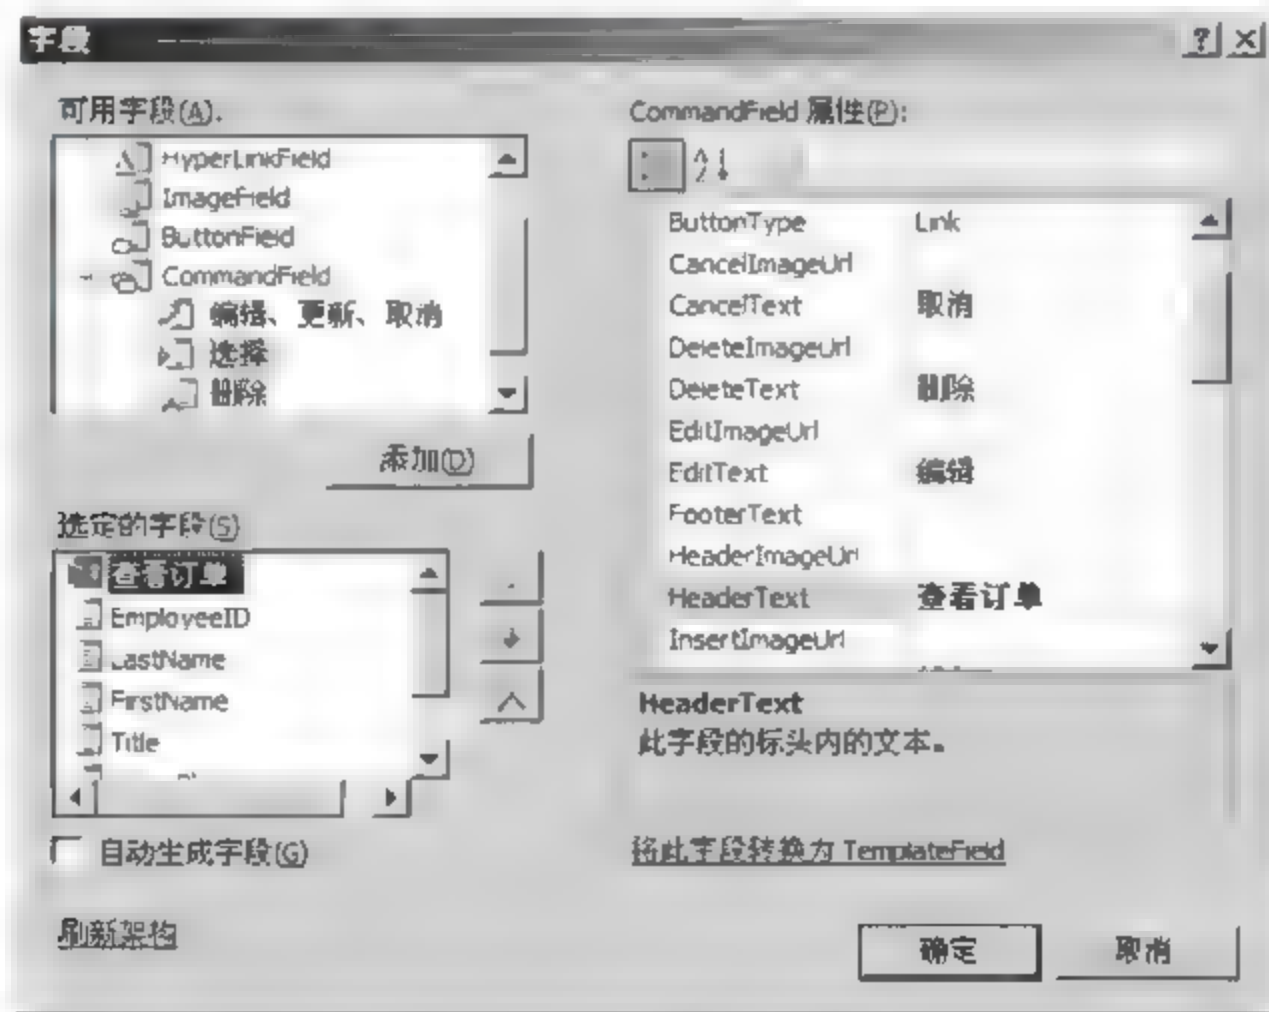 字段
可用字段(A):
HyperLinkField
ImageField
ButtonField
CommandField
编辑、更新、取消
选择
删除
添加(D)
选定的字段(S)
查看订单
EmployeeID
LastName
FirstName
Title
自动生成字段(G)
刷新架构
CommandField 属性(P):
ButtonType Link
CancelImageUrl
CancelText 取消
DeleteImageUrl
DeleteText 删除
EditImageUrl
EditText 编辑
FooterText
HeaderImageUrl
HeaderText 查看订单
InsertImageUrl
HeaderText
此字段的标头内的文本。
将此字段转换为 TemplateField
确定
取消